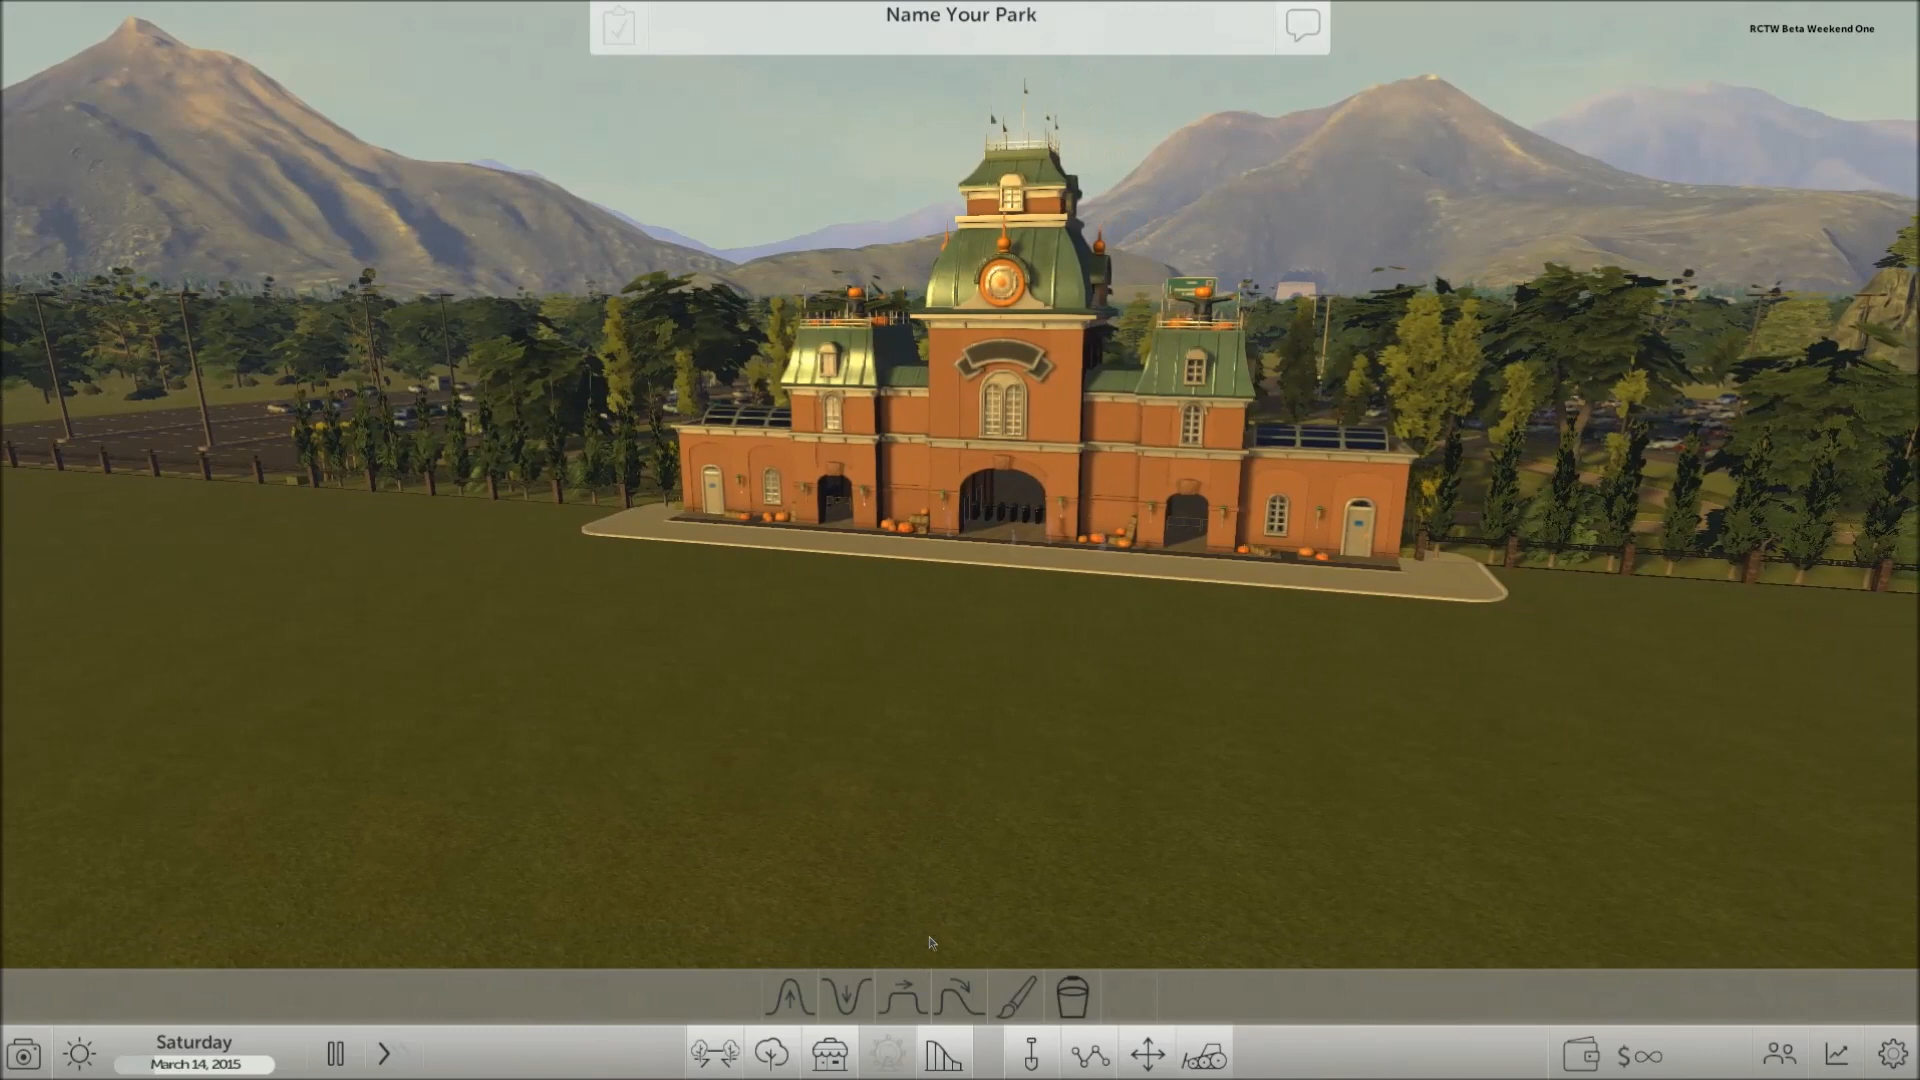 Name Your Park
RCTW Beta Weekend One
Saturday
March 14, 2015
$∞